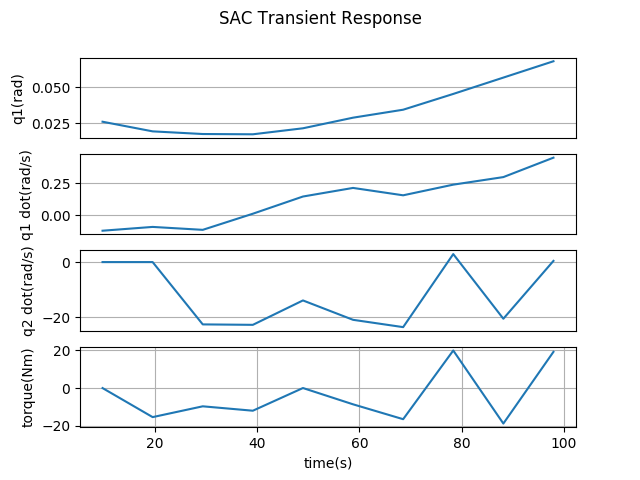 SAC Transient Response
q1(rad)
0.050
0.025
q1 dot(rad/s)
0.25
0.00
q2 dot(rad/s)
0
−20
torque(Nm)
20
0
−20
20 40 60 80 100
time(s)